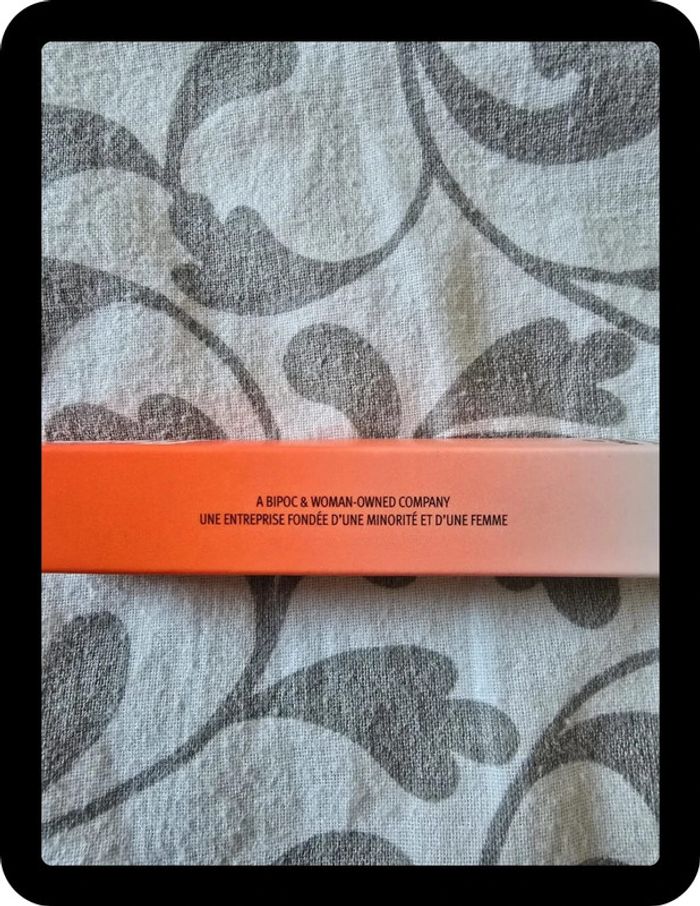 A BIPOC & WOMAN-OWNED COMPANY
UNE ENTREPRISE FONDÉE D'UNE MINORITÉ ET D'UNE FEMME